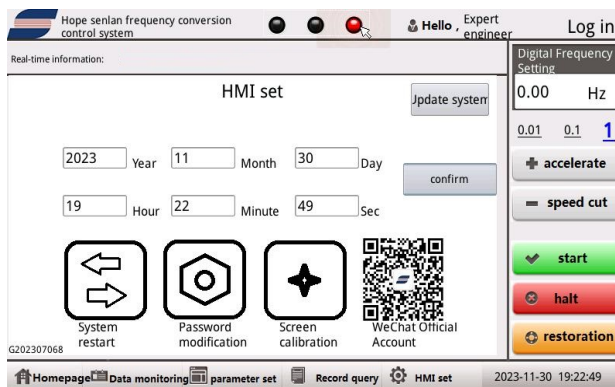 Hope senlan frequency conversion
control system
Hello , Expert
engineer
Log in
Real-time information:
Digital Frequency
Setting
HMI set
Update system
0.00 Hz
0.01 0.1 1
2023 Year 11 Month 30 Day
confirm
accelerate
19 Hour 22 Minute 49 Sec
speed cut
start
halt
System
restart
Password
modification
Screen
calibration
WeChat Official
Account
restoration
G202307068
Homepage Data monitoring parameter set Record query HMI set 2023-11-30 19:22:49